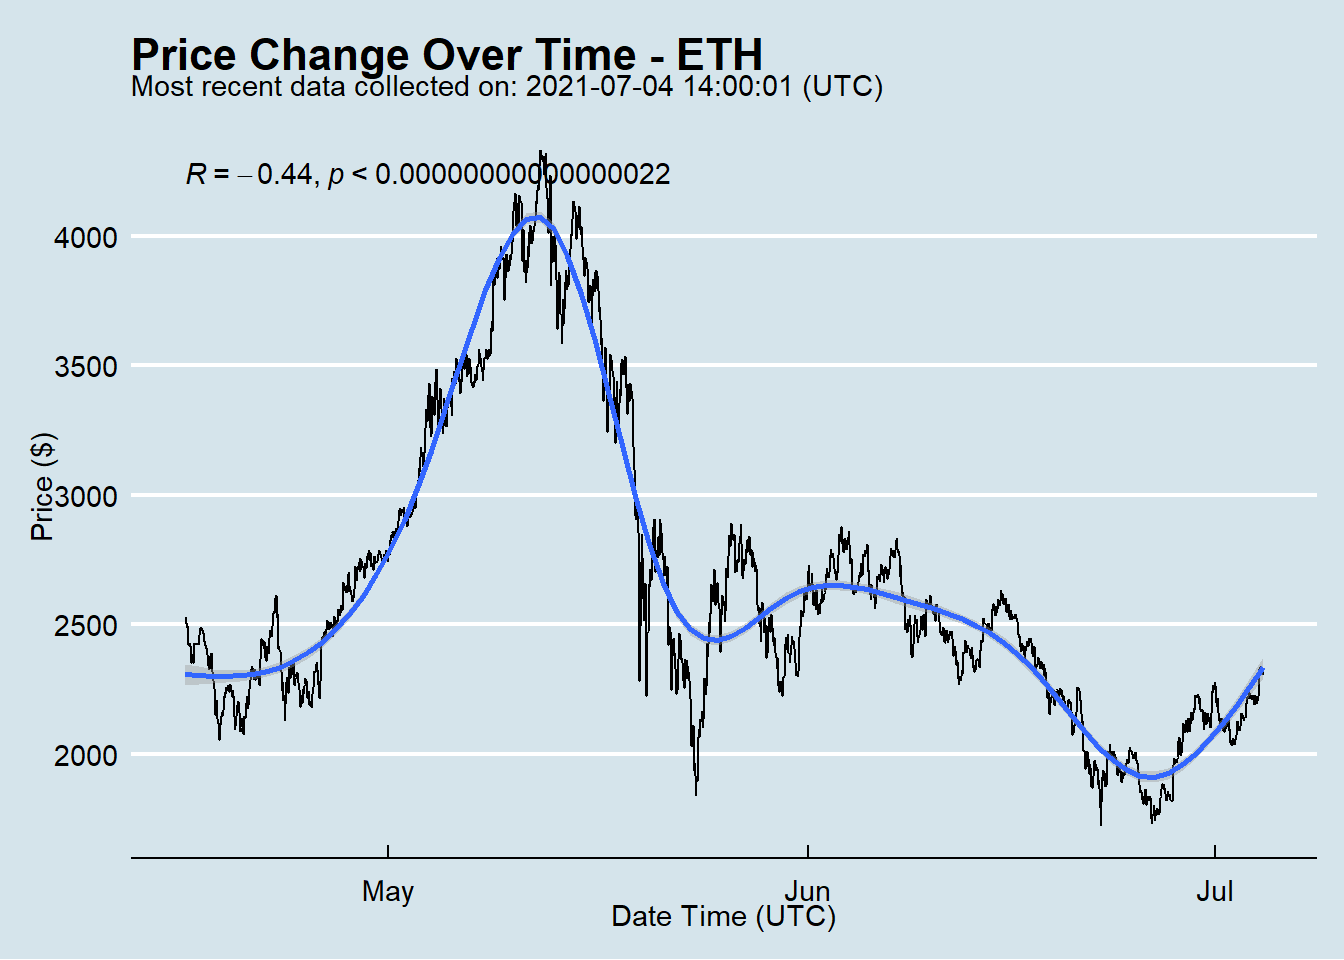 Price Change Over Time - ETH
Most recent data collected on: 2021-07-04 14:00:01 (UTC)
R = −0.44, p < 0.00000000000000022
4000
3500
3000
2500
2000
Price ($)
May
Jun
Jul
Date Time (UTC)